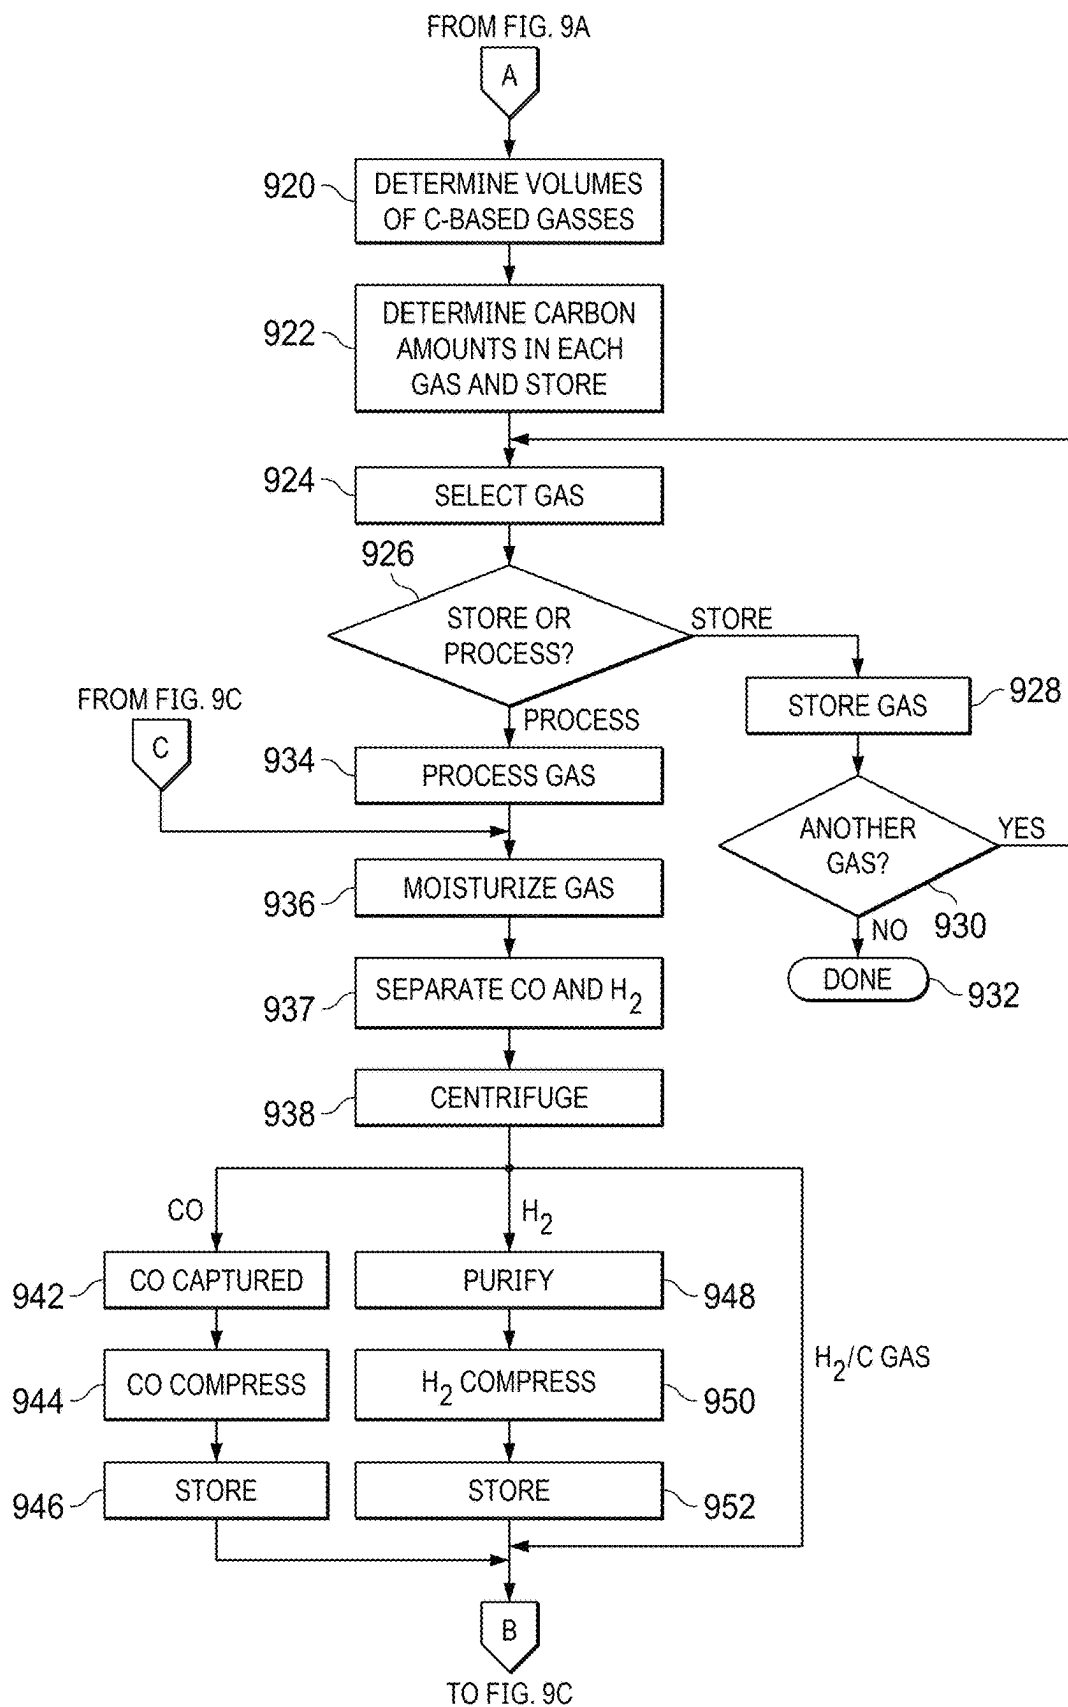 FROM FIG. 9A
A
920
DETERMINE VOLUMES
OF C-BASED GASSES
922
DETERMINE CARBON
AMOUNTS IN EACH
GAS AND STORE
924
SELECT GAS
926
STORE OR
PROCESS?
STORE
PROCESS
STORE GAS
928
ANOTHER
GAS?
YES
930
NO
DONE
932
FROM FIG. 9C
C
934
PROCESS GAS
936
MOISTURIZE GAS
937
SEPARATE CO AND H2
938
CENTRIFUGE
CO
H2
H2/C GAS
942
CO CAPTURED
PURIFY
948
944
CO COMPRESS
H2 COMPRESS
950
946
STORE
STORE
952
B
TO FIG. 9C